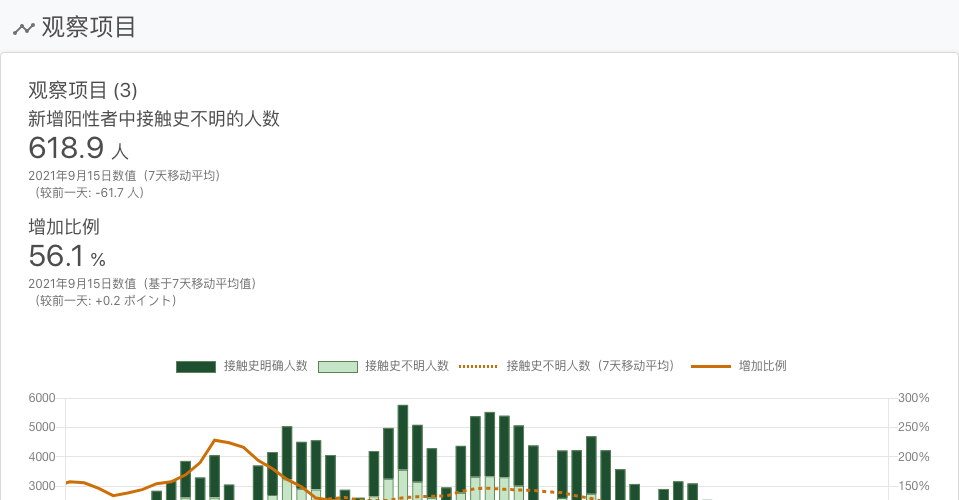 观察项目
观察项目 (3)
新增阳性者中接触史不明的人数
618.9 人
2021年9月15日数值（7天移动平均）
（较前一天: -61.7 人）
增加比例
56.1 %
2021年9月15日数值（基于7天移动平均值）
（较前一天: +0.2 ポイント）
接触史明确人数 接触史不明人数 接触史不明人数（7天移动平均） 增加比例
6000 300%
5000 250%
4000 200%
3000 150%